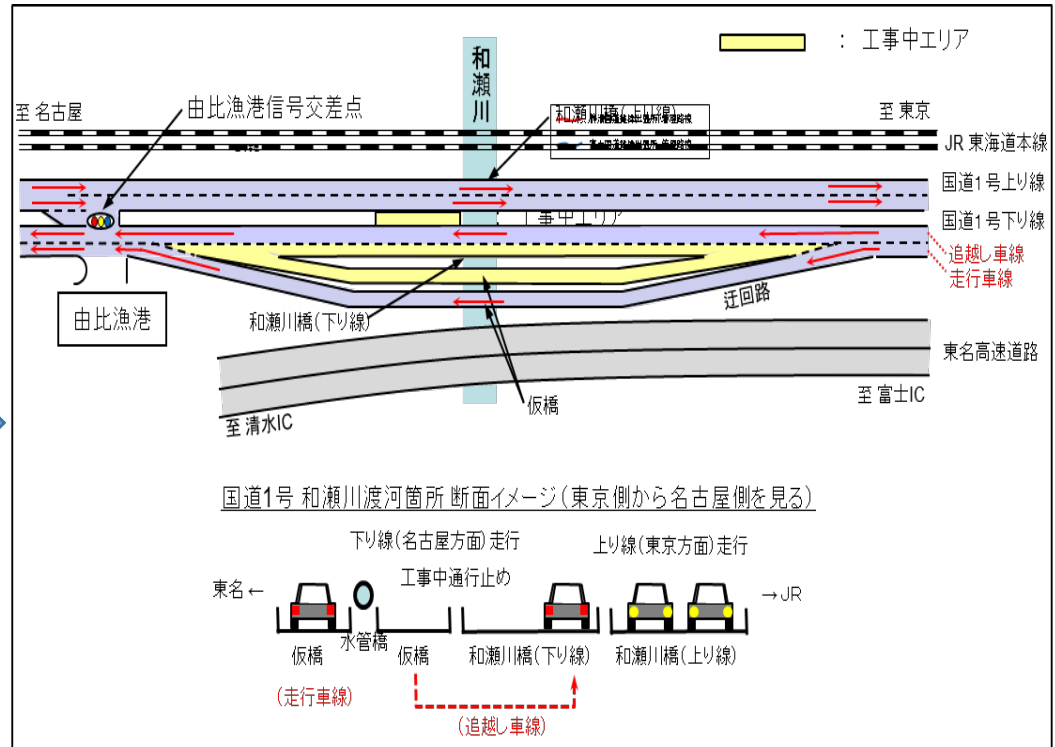 ： 工事中エリア
和瀬川
至 名古屋
由比漁港信号交差点
和瀬川橋(上り線)
至 東京
JR 東海道本線
国道1号上り線
工事中エリア
国道1号下り線
追越し車線
走行車線
迂回路
由比漁港
和瀬川橋(下り線)
東名高速道路
仮橋
至 富士IC
至 清水IC
国道1号 和瀬川渡河箇所 断面イメージ(東京側から名古屋側を見る)
下り線(名古屋方面)走行
上り線(東京方面)走行
工事中通行止め
東名←
→JR
水管橋
仮橋
仮橋
和瀬川橋(下り線)
和瀬川橋(上り線)
(走行車線)
(追越し車線)